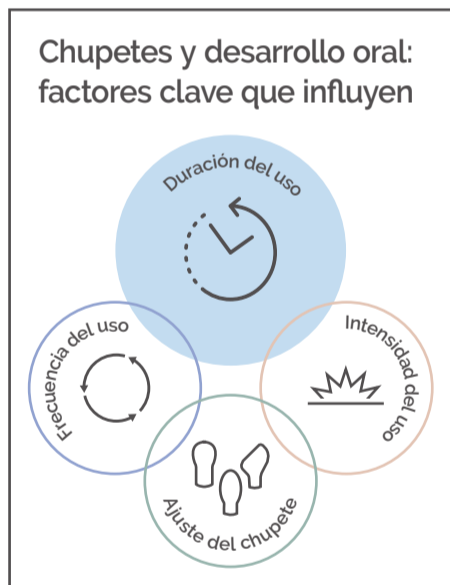 Chupetes y desarrollo oral:
factores clave que influyen
Duración del uso
Frecuencia del uso
Intensidad del uso
Ajuste del chupete